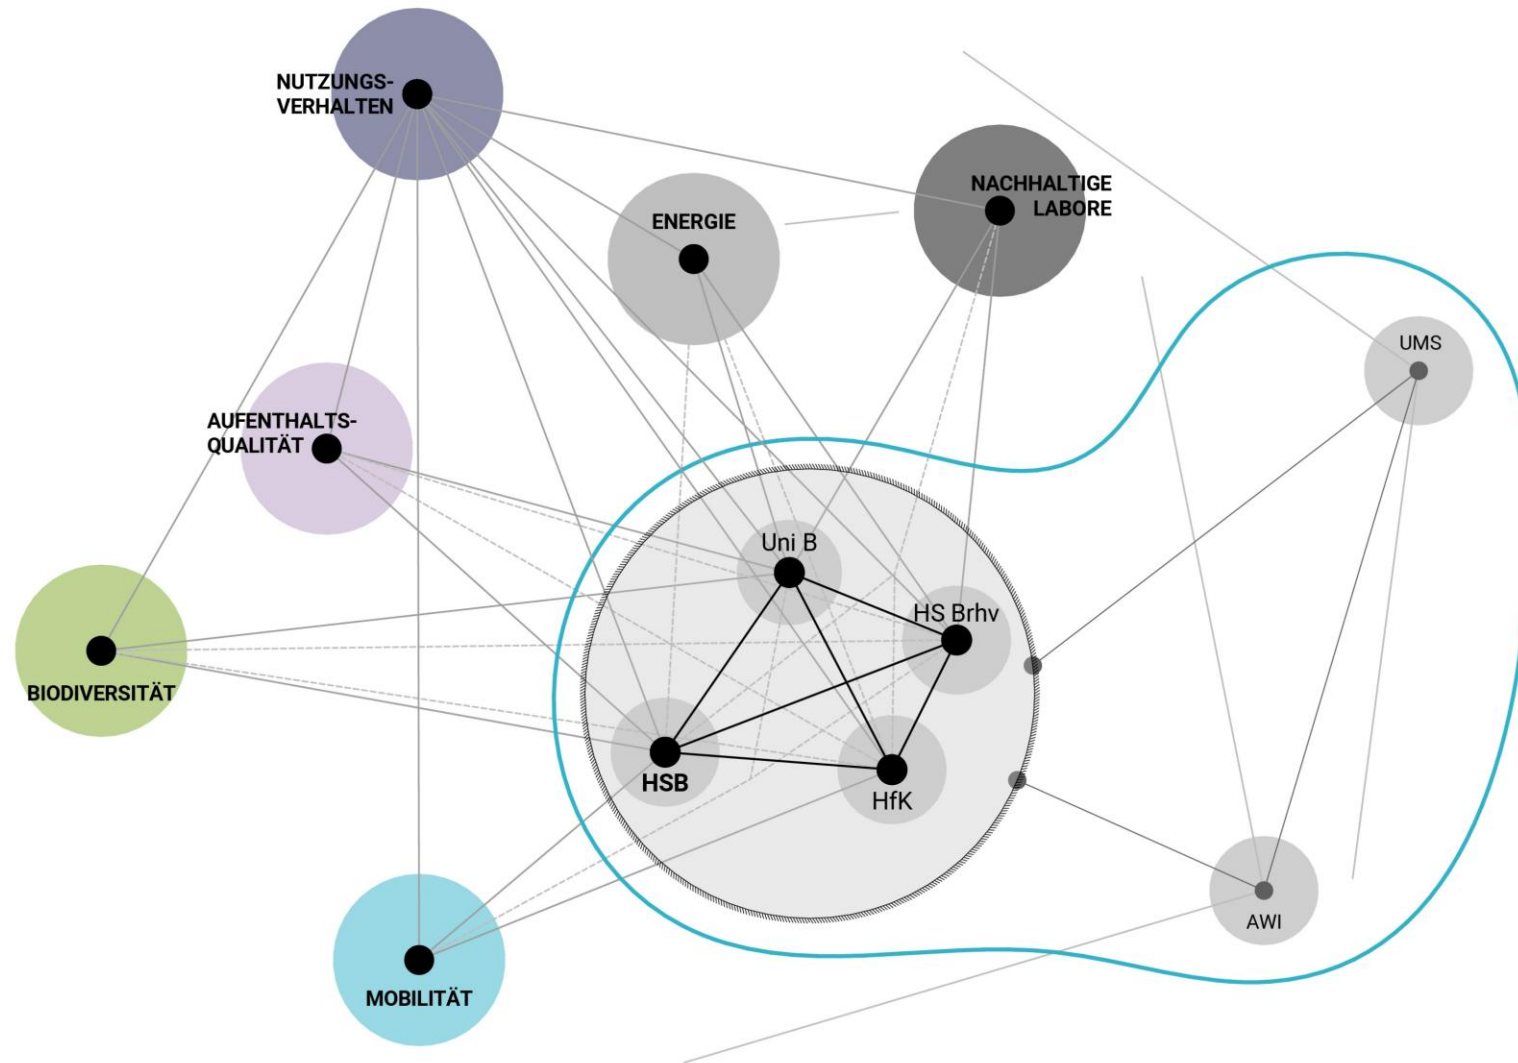 NUTZUNGS-
VERHALTEN
NACHHALTIGE
LABORE
ENERGIE
UMS
AUFENTHALTS-
QUALITÄT
Uni B
HS Brhv
BIODIVERSITÄT
HSB
HfK
AWI
MOBILITÄT